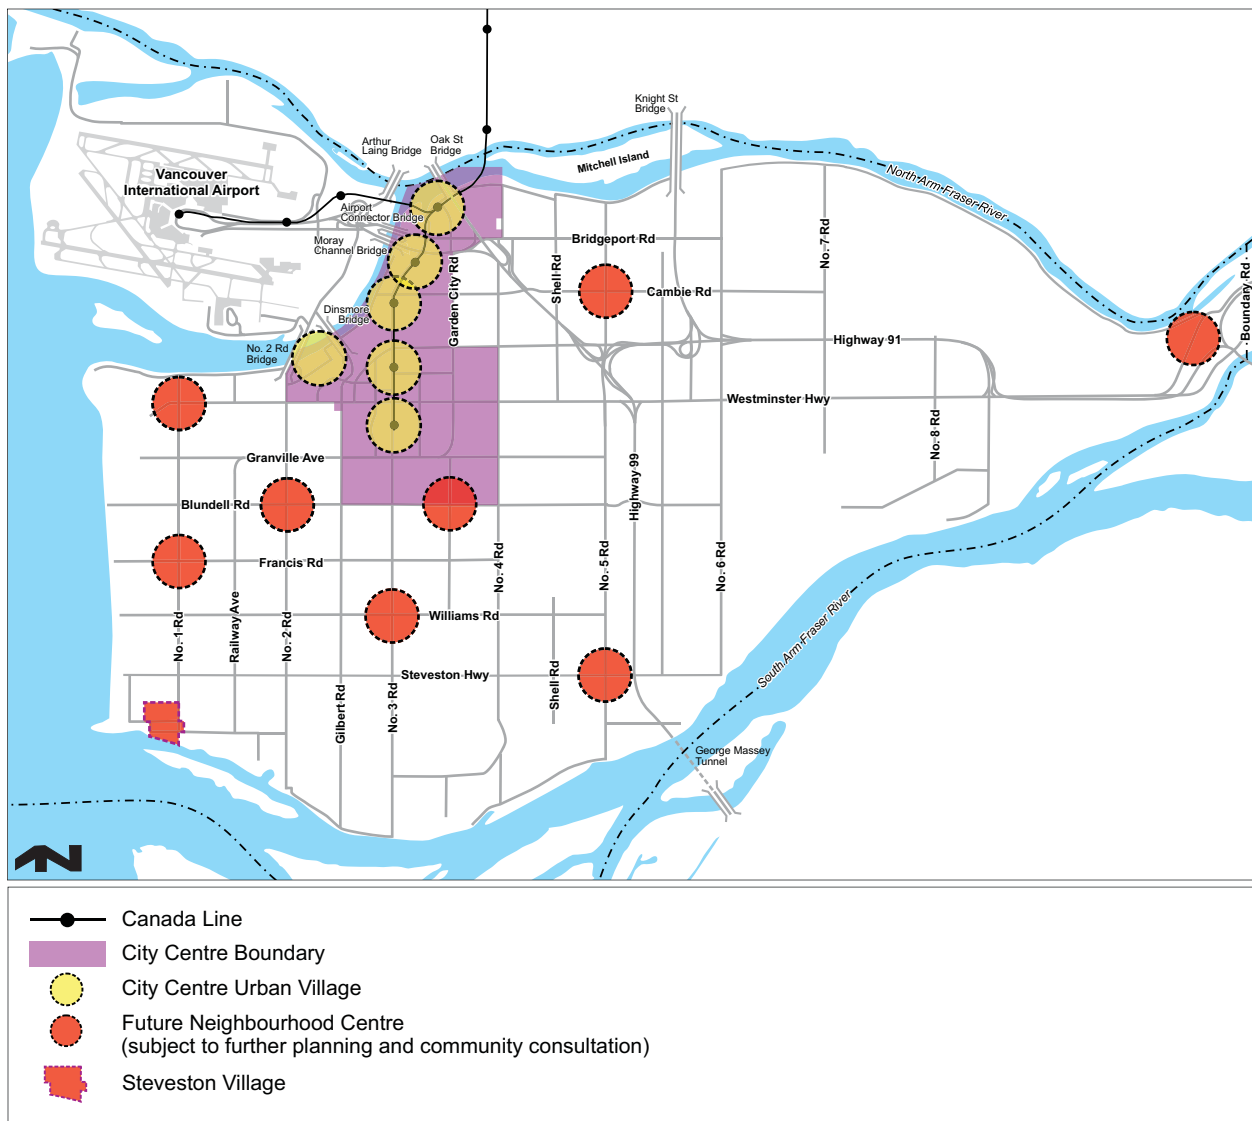 Knight St
Bridge
Arthur
Laing Bridge
Oak St
Bridge
Mitchell Island
Vancouver
International Airport
North Arm Fraser River
Airport
Connector Bridge
Moray
Channel Bridge
Bridgeport Rd
No. 7 Rd
Shell Rd
Garden City Rd
Cambie Rd
Boundary Rd
Dinsmore
Bridge
No. 2 Rd
Bridge
Highway 91
Westminster Hwy
No. 8 Rd
Granville Ave
Highway 99
Blundell Rd
Francis Rd
No. 4 Rd
No. 5 Rd
No. 6 Rd
Williams Rd
No. 1 Rd
Railway Ave
No. 2 Rd
South Arm Fraser River
Steveston Hwy
Shell Rd
Gilbert Rd
No. 3 Rd
George Massey
Tunnel
N
Canada Line
City Centre Boundary
City Centre Urban Village
Future Neighbourhood Centre
(subject to further planning and community consultation)
Steveston Village